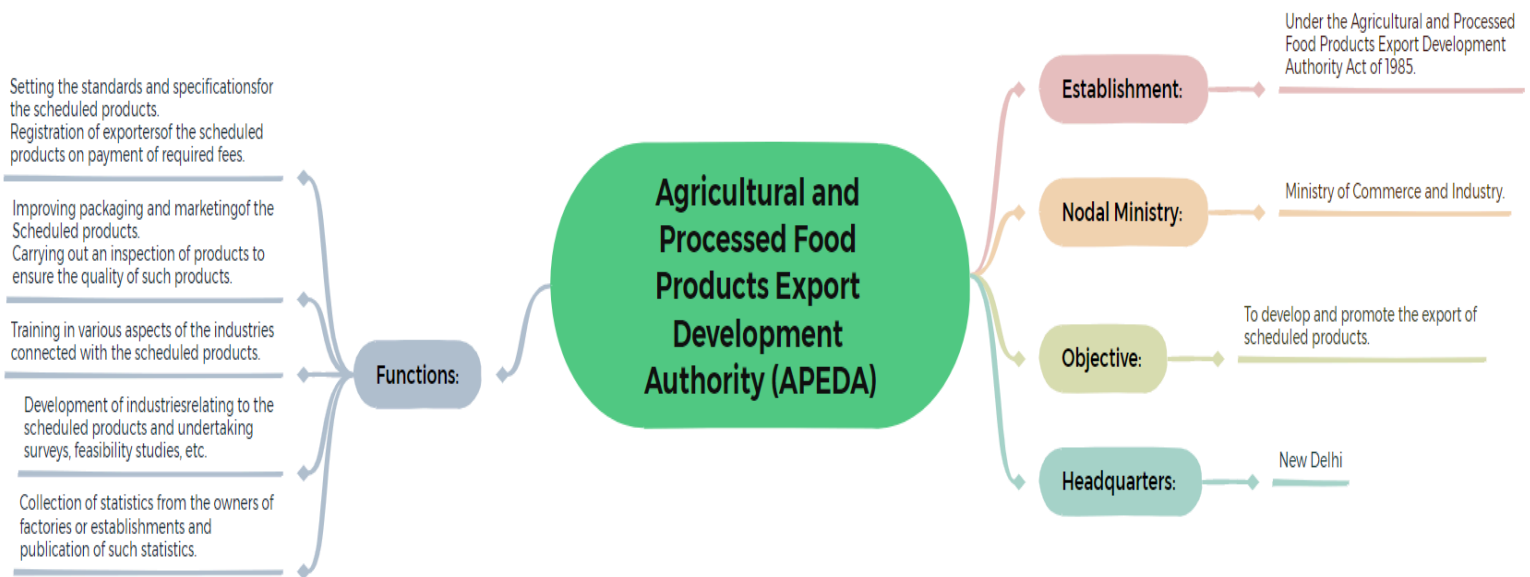 Agricultural and
Processed Food
Products Export
Development
Authority (APEDA)
Establishment:
Under the Agricultural and Processed
Food Products Export Development
Authority Act of 1985.
Nodal Ministry:
Ministry of Commerce and Industry.
Objective:
To develop and promote the export of
scheduled products.
Headquarters:
New Delhi
Functions:
Setting the standards and specificationsfor
the scheduled products.
Registration of exportersof the scheduled
products on payment of required fees.
Improving packaging and marketingof the
Scheduled products.
Carrying out an inspection of products to
ensure the quality of such products.
Training in various aspects of the industries
connected with the scheduled products.
Development of industriesrelating to the
scheduled products and undertaking
surveys, feasibility studies, etc.
Collection of statistics from the owners of
factories or establishments and
publication of such statistics.